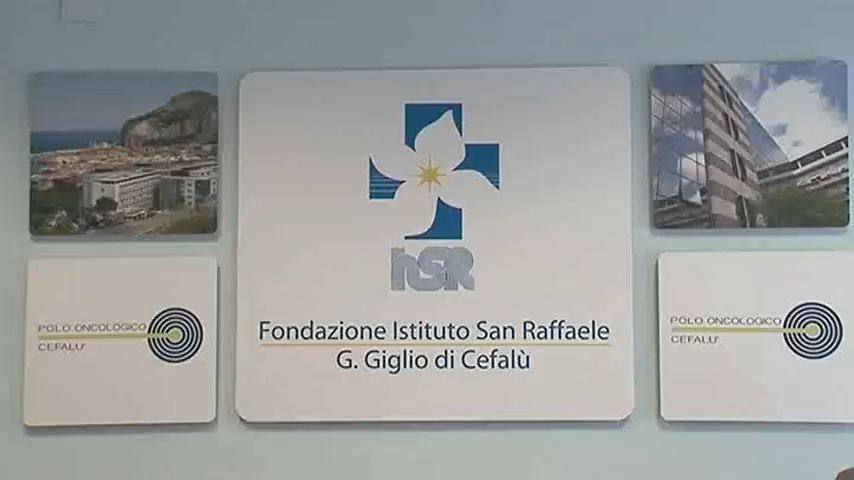 hSR
Fondazione Istituto San Raffaele
G. Giglio di Cefalù
POLO ONCOLOGICO
CEFALU'
POLO ONCOLOGICO
CEFALU'